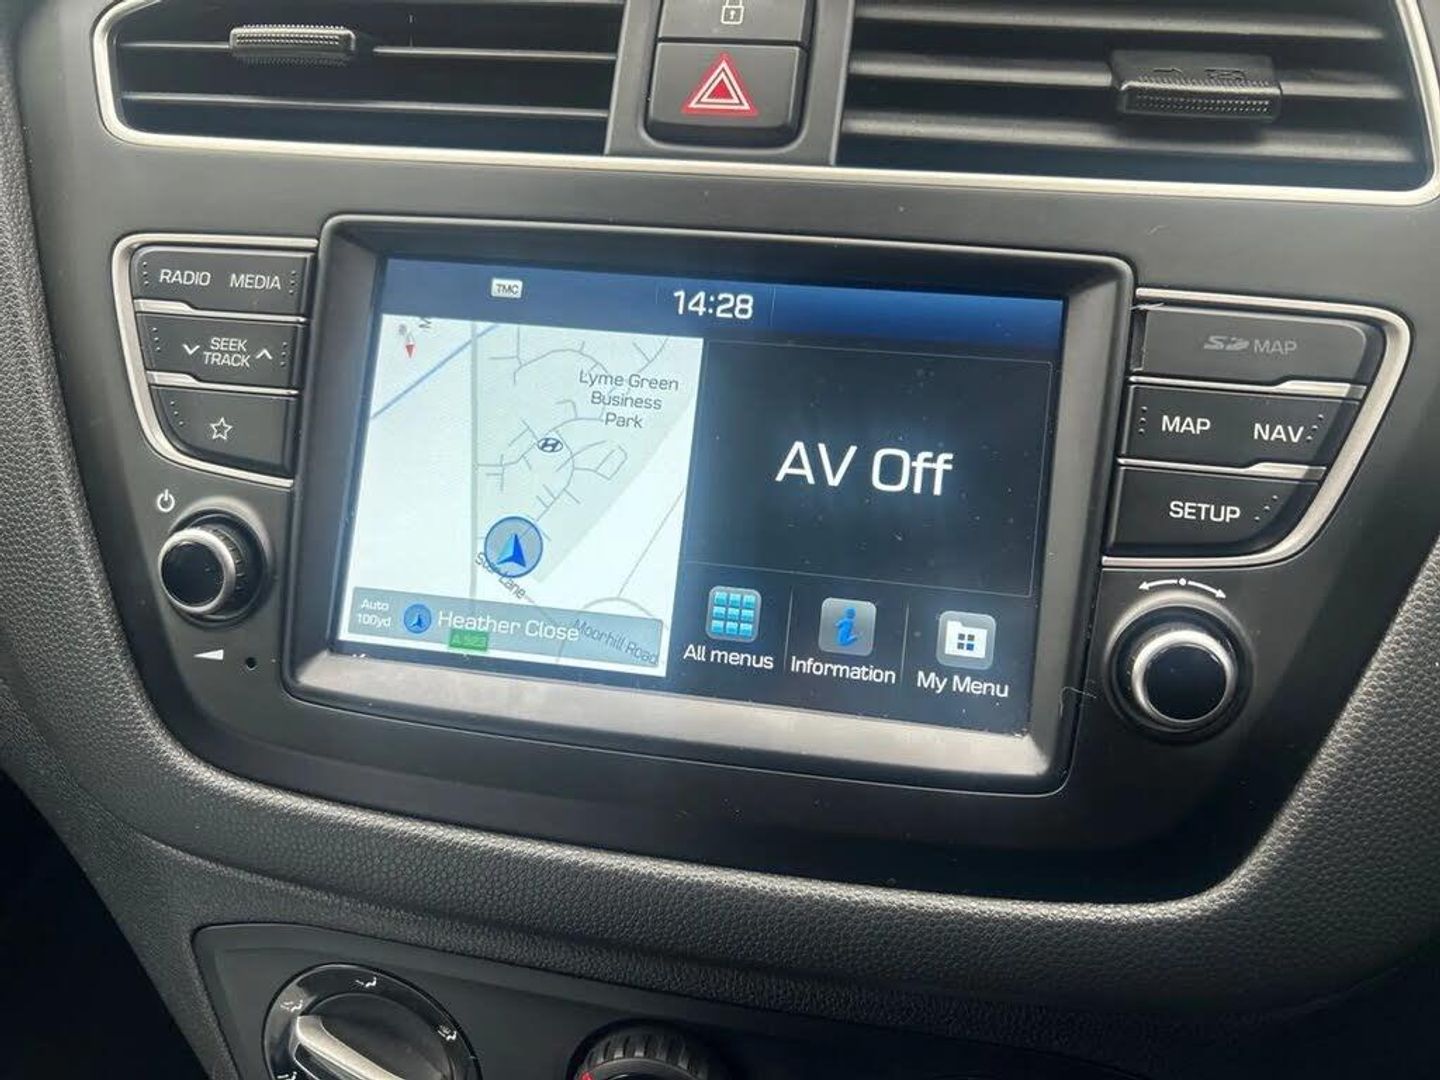 RADIO MEDIA
SEEK
TRACK
TMC
14:28
Lyme Green
Business
Park
AV Off
Auto
100yd
Heather Close
A 523
Moorhill Road
All menus
Information
My Menu
SD MAP
MAP NAV
SETUP